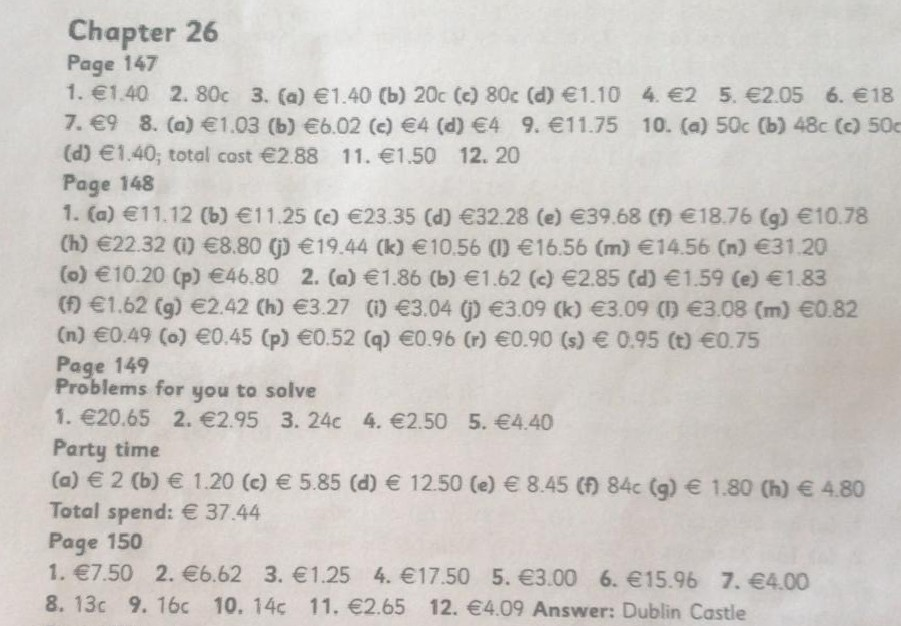 Chapter 26
Page 147
1. €1.40 2. 80c 3. (a) €1.40 (b) 20c (c) 80c (d) €1.10 4. €2 5. €2.05 6. €18
7. €9 8. (a) €1.03 (b) €6.02 (c) €4 (d) €4 9. €11.75 10. (a) 50c (b) 48c (c) 50c
(d) €1.40; total cost €2.88 11. €1.50 12. 20
Page 148
1. (a) €11.12 (b) €11.25 (c) €23.35 (d) €32.28 (e) €39.68 (f) €18.76 (g) €10.78
(h) €22.32 (i) €8.80 (j) €19.44 (k) €10.56 (l) €16.56 (m) €14.56 (n) €31.20
(o) €10.20 (p) €46.80 2. (a) €1.86 (b) €1.62 (c) €2.85 (d) €1.59 (e) €1.83
(f) €1.62 (g) €2.42 (h) €3.27 (i) €3.04 (j) €3.09 (k) €3.09 (l) €3.08 (m) €0.82
(n) €0.49 (o) €0.45 (p) €0.52 (q) €0.96 (r) €0.90 (s) € 0.95 (t) €0.75
Page 149
Problems for you to solve
1. €20.65 2. €2.95 3. 24c 4. €2.50 5. €4.40
Party time
(a) € 2 (b) € 1.20 (c) € 5.85 (d) € 12.50 (e) € 8.45 (f) 84c (g) € 1.80 (h) € 4.80
Total spend: € 37.44
Page 150
1. €7.50 2. €6.62 3. €1.25 4. €17.50 5. €3.00 6. €15.96 7. €4.00
8. 13c 9. 16c 10. 14c 11. €2.65 12. €4.09 Answer: Dublin Castle